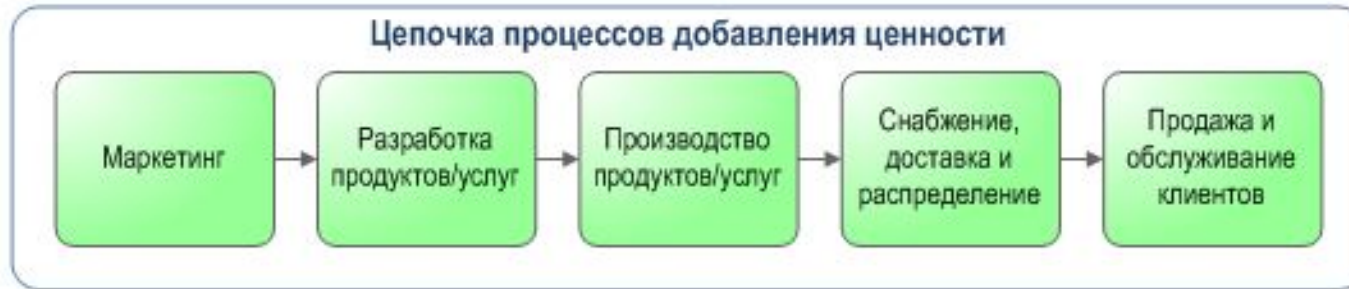 Цепочка процессов добавления ценности
Маркетинг
Разработка
продуктов/услуг
Производство
продуктов/услуг
Снабжение,
доставка и
распределение
Продажа и
обслуживание
клиентов